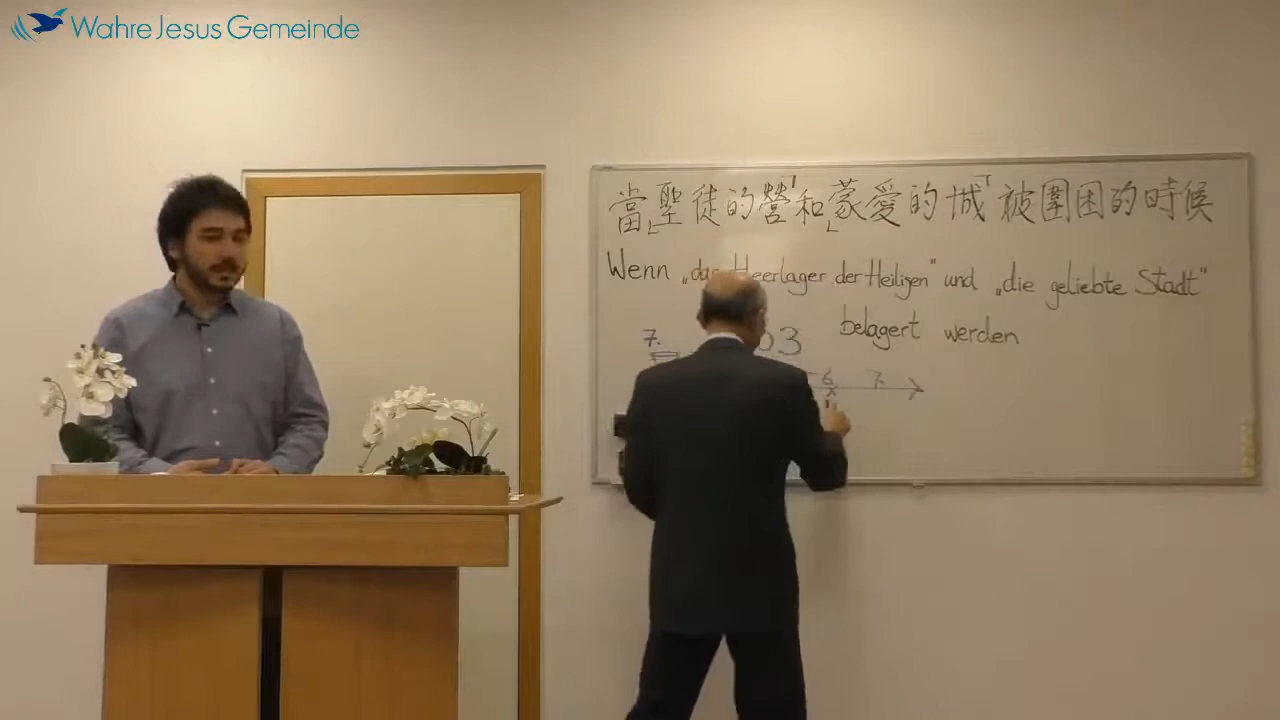 Wahre Jesus Gemeinde
當「聖徒的營」和「蒙愛的城」被圍困的時候
Wenn „das Heerlager der Heiligen" und „die geliebte Stadt"
belagert werden
7.
03
6 7.